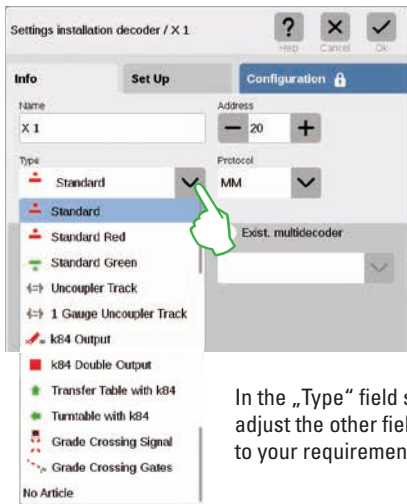 Settings installation decoder / X 1
?
Help
Cancel
Ok
Info
Set Up
Configuration
Name
Address
X 1
20
Type
Protocol
Standard
MM
Standard
Standard Red
Exist. multidecoder
Standard Green
Uncoupler Track
1 Gauge Uncoupler Track
k84 Output
k84 Double Output
Transfer Table with k84
Turntable with k84
Grade Crossing Signal
Grade Crossing Gates
No Article
In the „Type“ field s
adjust the other fiel
to your requiremen